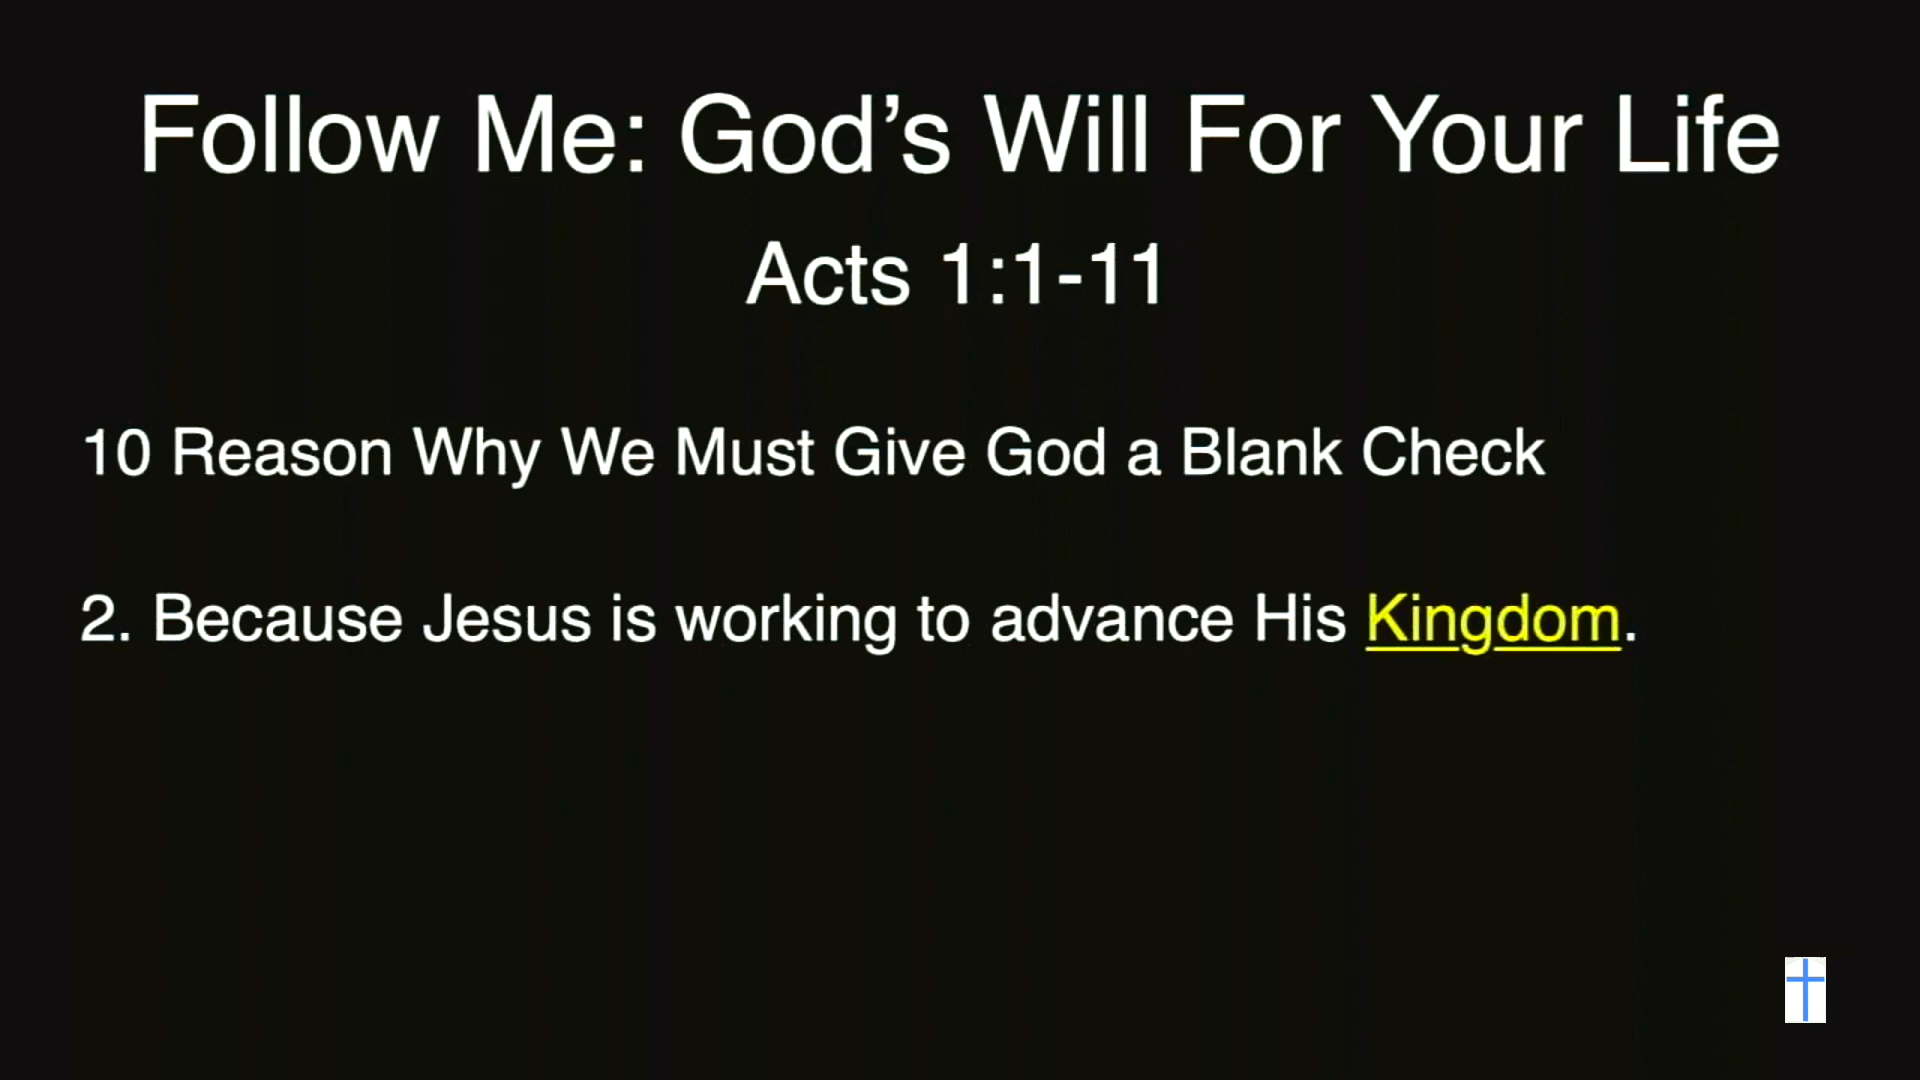 Follow Me: God’s Will For Your Life
Acts 1:1-11
10 Reason Why We Must Give God a Blank Check
2. Because Jesus is working to advance His Kingdom.